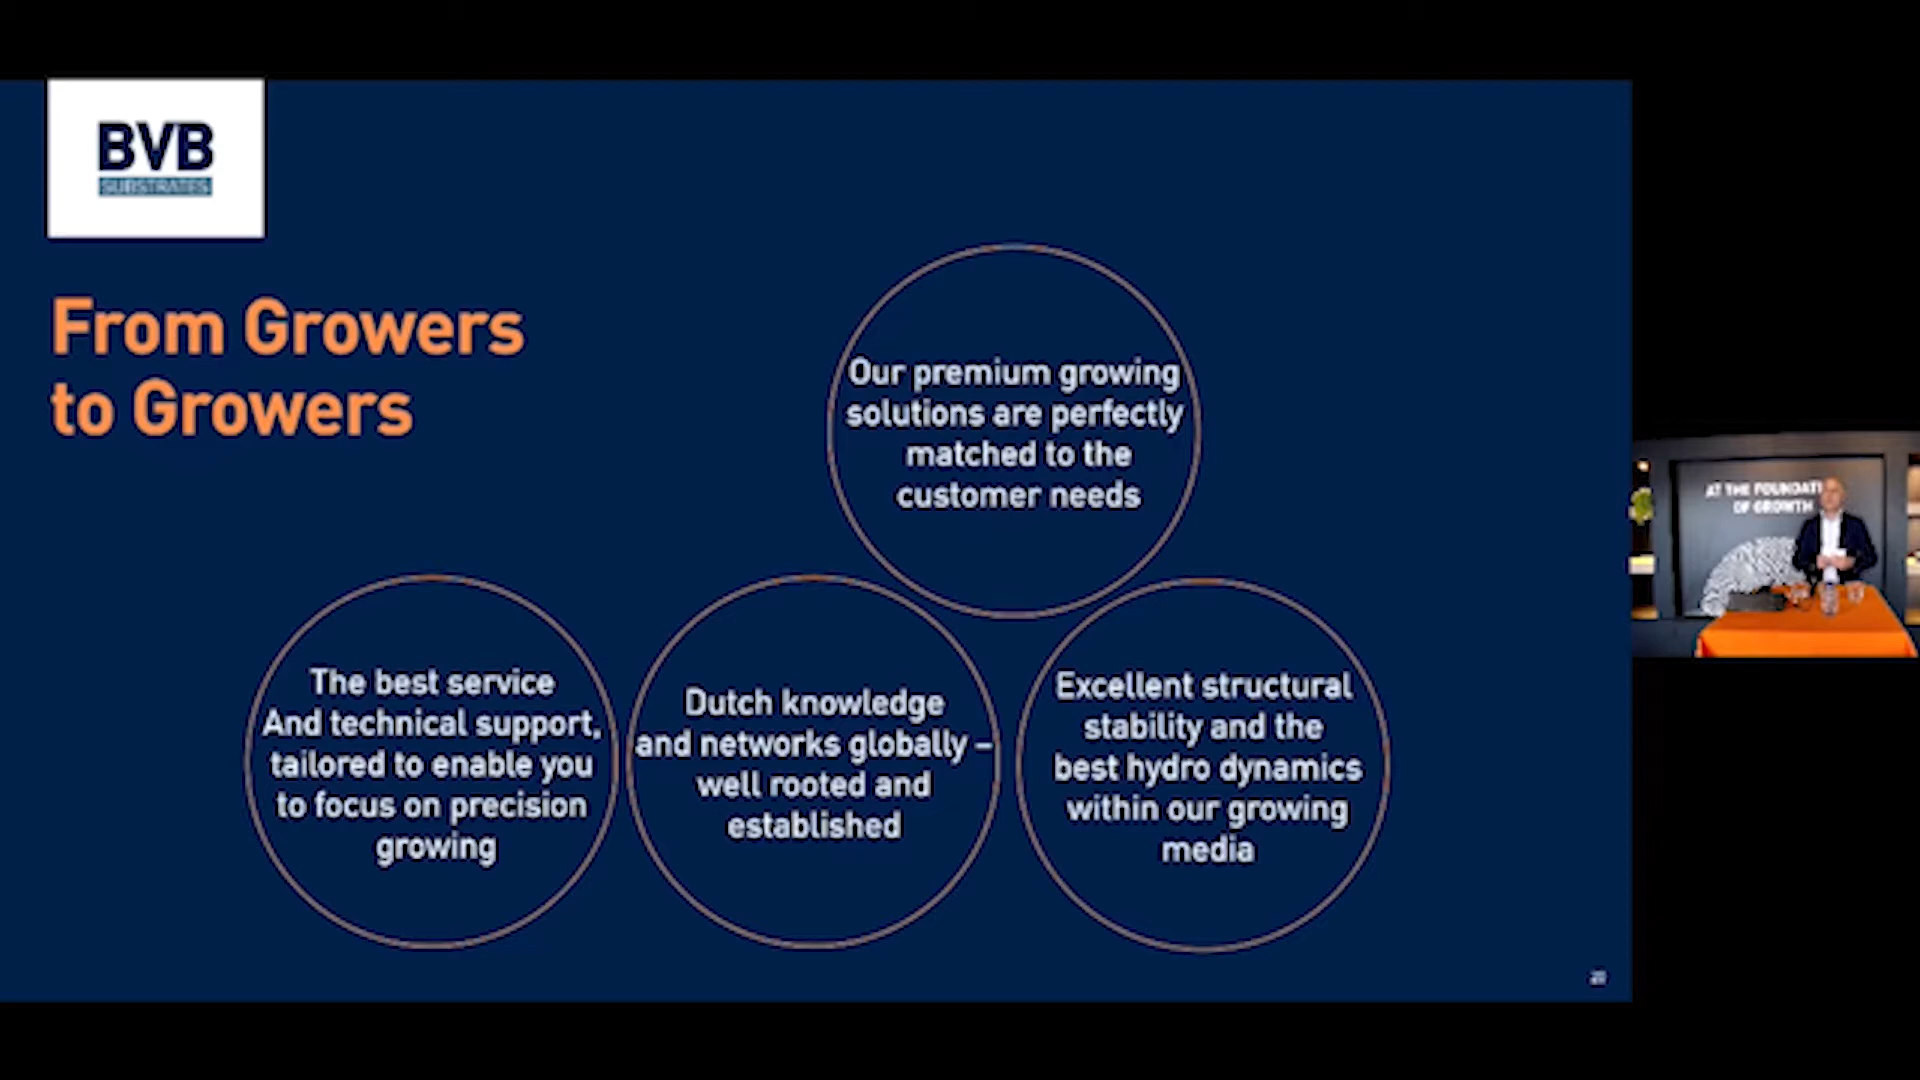 BVB
SUBSTRATES
From Growers
to Growers
Our premium growing
solutions are perfectly
matched to the
customer needs
The best service
And technical support,
tailored to enable you
to focus on precision
growing
Dutch knowledge
and networks globally –
well rooted and
established
Excellent structural
stability and the
best hydro dynamics
within our growing
media
AT THE FOUNDATI
OF GROWTH